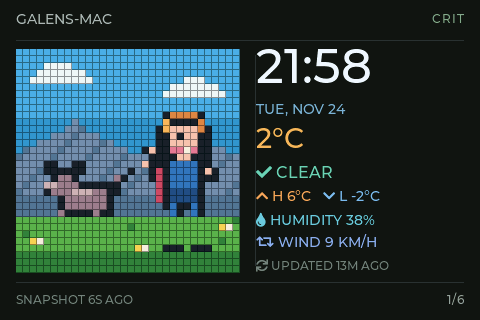 GALENS-MAC
CRIT
21:58
TUE, NOV 24
2°C
CLEAR
H 6°C L -2°C
HUMIDITY 38%
WIND 9 KM/H
UPDATED 13M AGO
SNAPSHOT 6S AGO
1/6